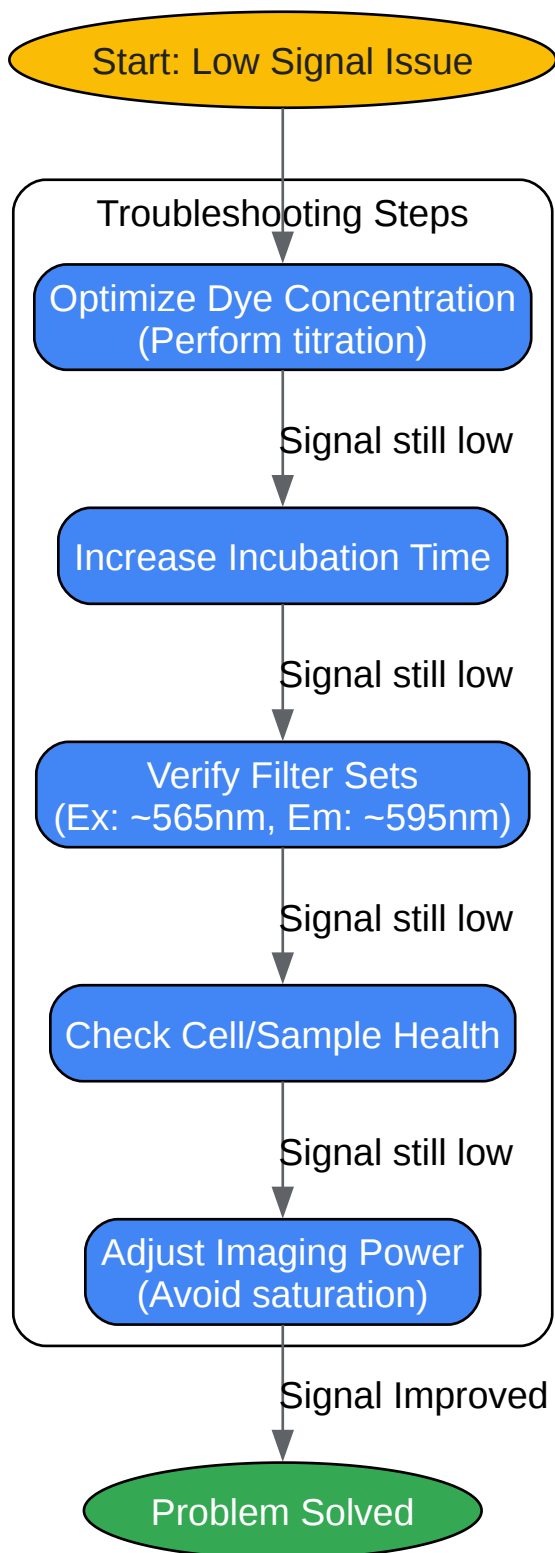 Start: Low Signal Issue
Troubleshooting Steps
Optimize Dye Concentration
(Perform titration)
Signal still low
Increase Incubation Time
Signal still low
Verify Filter Sets
(Ex: ~565nm, Em: ~595nm)
Signal still low
Check Cell/Sample Health
Signal still low
Adjust Imaging Power
(Avoid saturation)
Signal Improved
Problem Solved